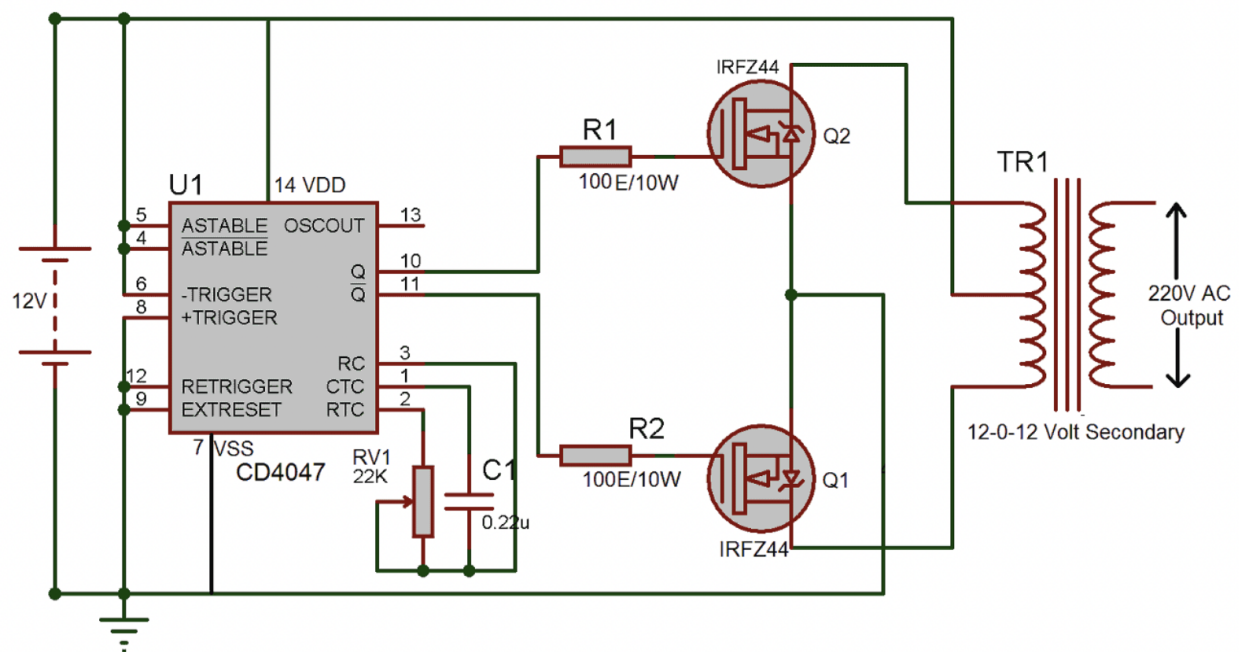 IRFZ44
Q2
R1
100E/10W
TR1
U1
14 VDD
5
ASTABLE
OSCOUT
13
4
ASTABLE
Q
10
12V
6
-TRIGGER
Q
11
8
+TRIGGER
220V AC
Output
RC
3
12
RETRIGGER
CTC
1
9
EXTRESET
RTC
2
7
VSS
CD4047
RV1
22K
C1
0.22u
R2
100E/10W
Q1
IRFZ44
12-0-12 Volt Secondary